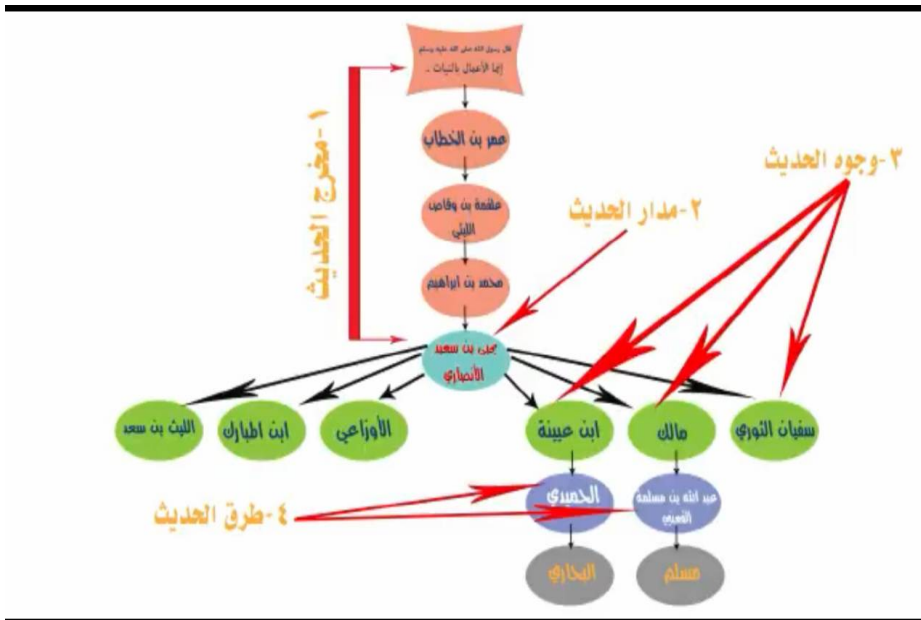 قال رسول الله صلى الله عليه وسلم
إنما الأعمال بالنيات ..
١-مخرج الحديث
عمر بن الخطاب
٣-وجوه الحديث
علقمة بن وقاص
الليثي
٢-مدار الحديث
محمد بن ابراهيم
يحيى بن سعيد
الأنصاري
سفيان الثوري
مالك
ابن عيينة
الأوزاعي
ابن المبارك
الليث بن سعد
عبد الله بن مسلمة
القعنبي
الحميدي
٤-طرق الحديث
مسلم
البخاري